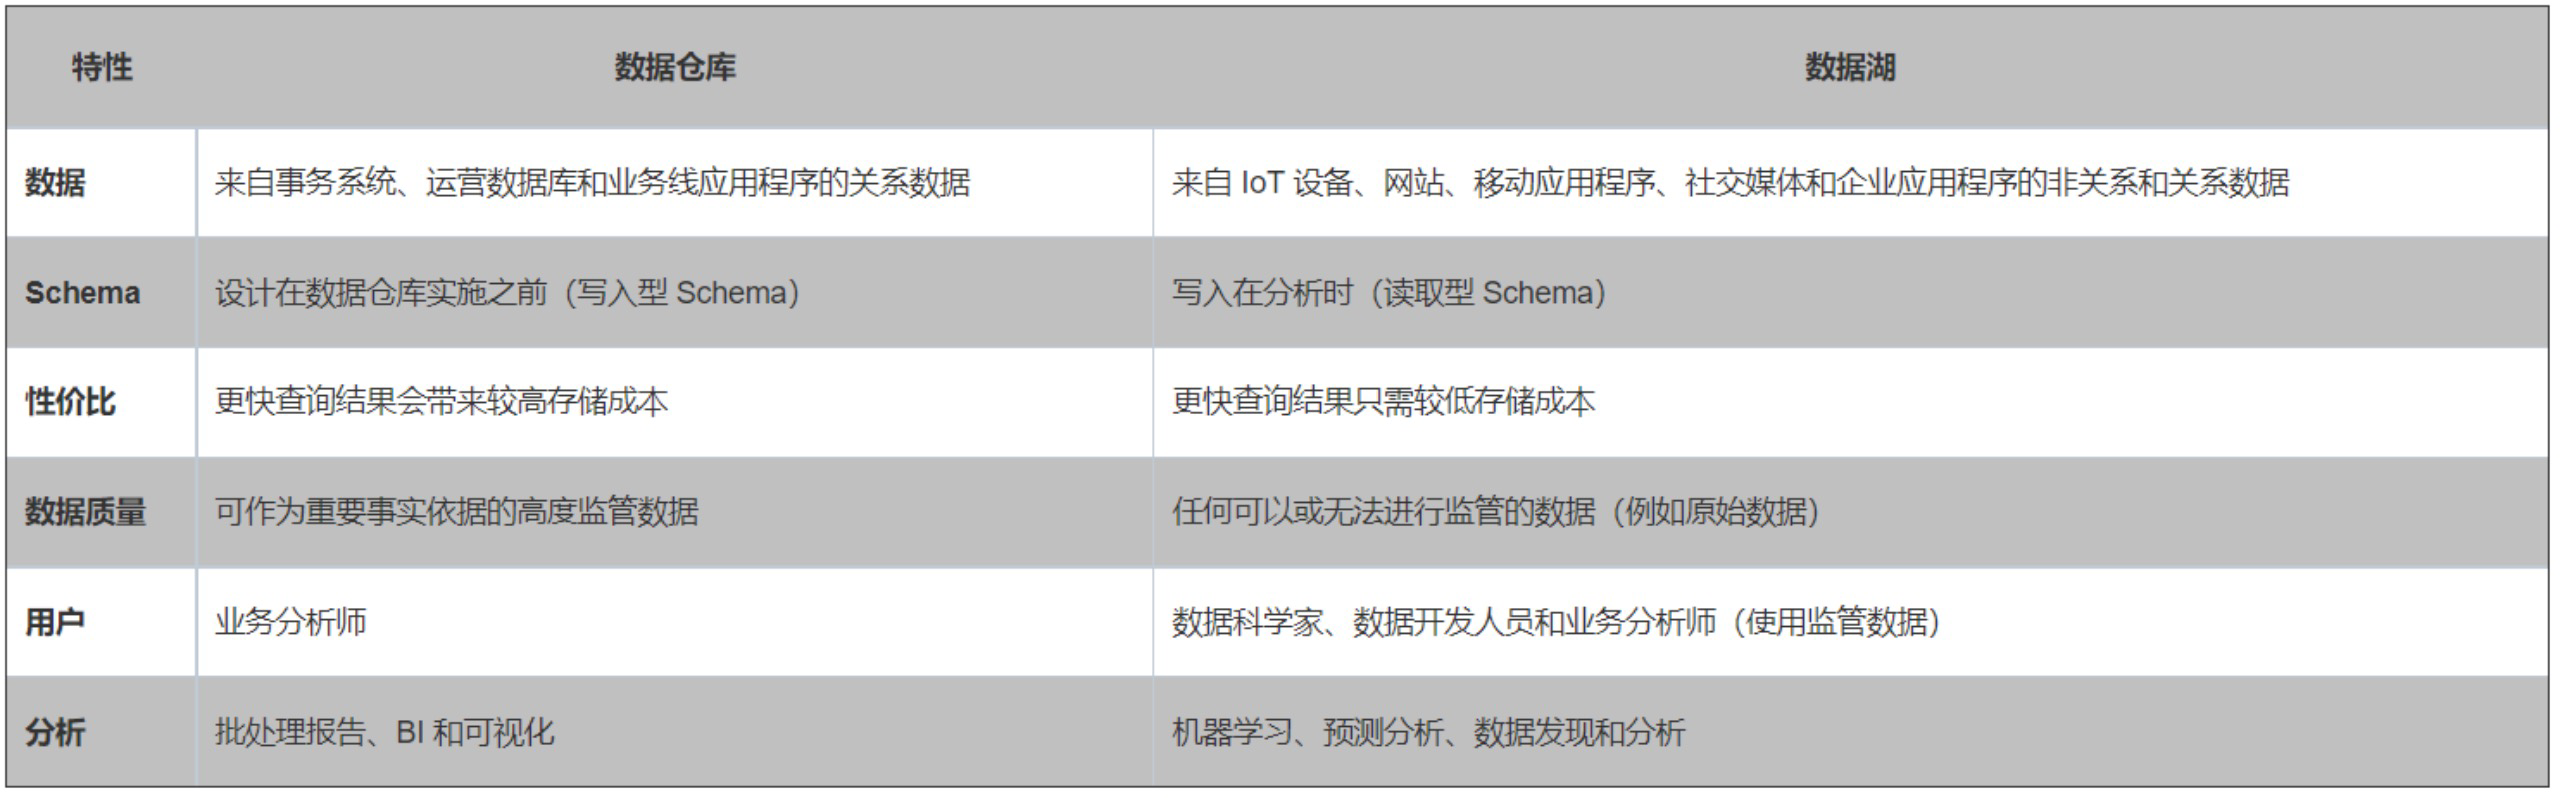 特性 数据仓库 数据湖
数据 来自事务系统、运营数据库和业务线应用程序的关系数据 来自 IoT 设备、网站、移动应用程序、社交媒体和企业应用程序的非关系和关系数据
Schema 设计在数据仓库实施之前（写入型 Schema） 写入在分析时（读取型 Schema）
性价比 更快查询结果会带来较高存储成本 更快查询结果只需较低存储成本
数据质量 可作为重要事实依据的高度监管数据 任何可以或无法进行监管的数据（例如原始数据）
用户 业务分析师 数据科学家、数据开发人员和业务分析师（使用监管数据）
分析 批处理报告、BI 和可视化 机器学习、预测分析、数据发现和分析